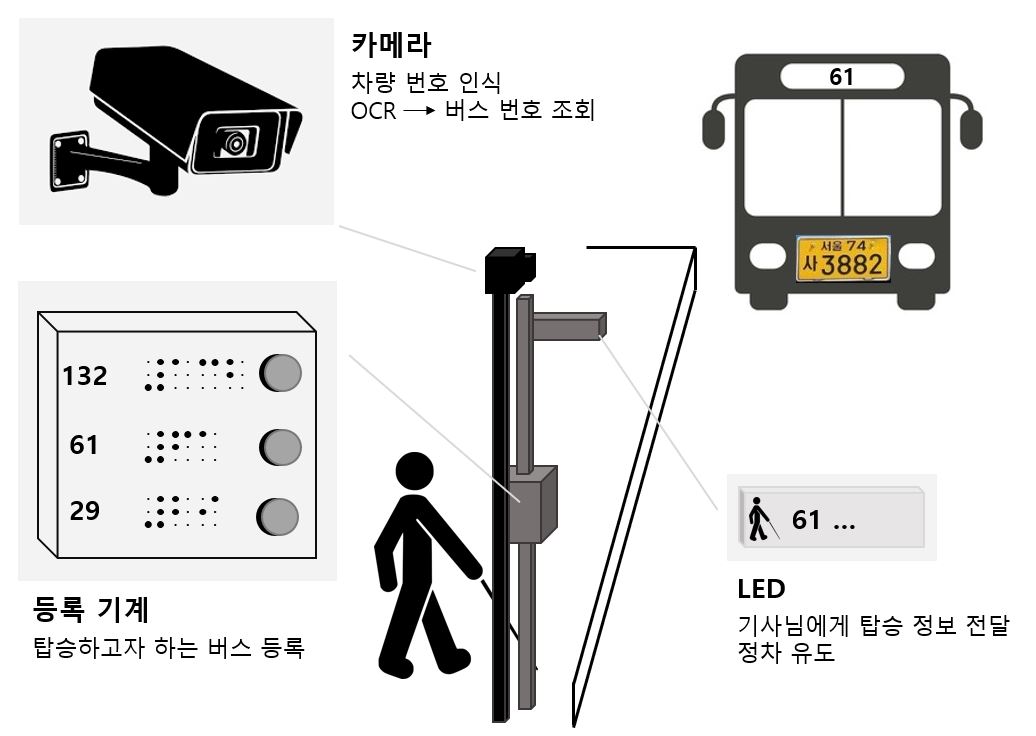 카메라
차량 번호 인식
OCR → 버스 번호 조회
61
서울 74
사 3882
132
61
29
등록 기계
탑승하고자 하는 버스 등록
61 ...
LED
기사님에게 탑승 정보 전달
정차 유도